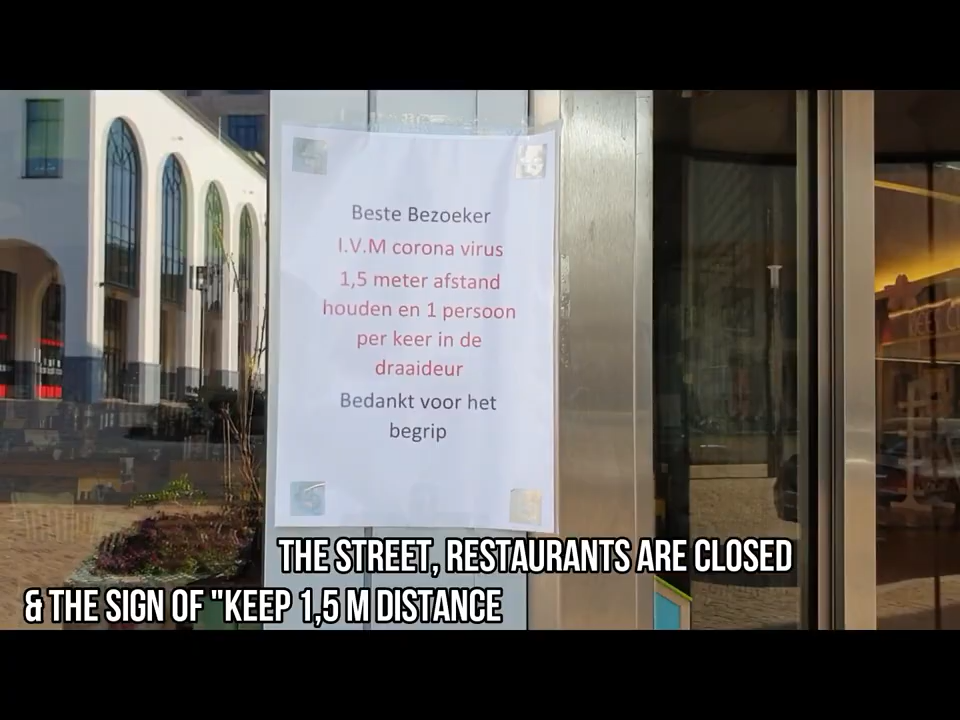 Beste Bezoeker
I.V.M corona virus
1,5 meter afstand
houden en 1 persoon
per keer in de
draaideur
Bedankt voor het
begrip
THE STREET, RESTAURANTS ARE CLOSED
& THE SIGN OF "KEEP 1,5 M DISTANCE